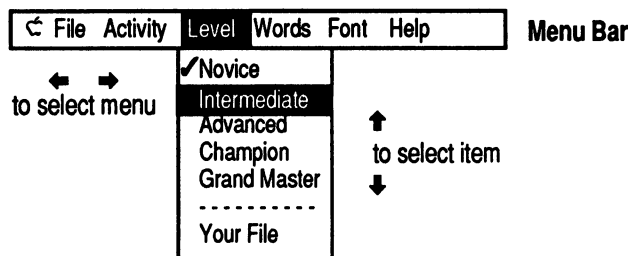 File Activity Level Words Font Help
Menu Bar
← →
to select menu
✓Novice
Intermediate
Advanced
Champion
Grand Master
- - - - - - - - - - -
Your File
↑
to select item
↓